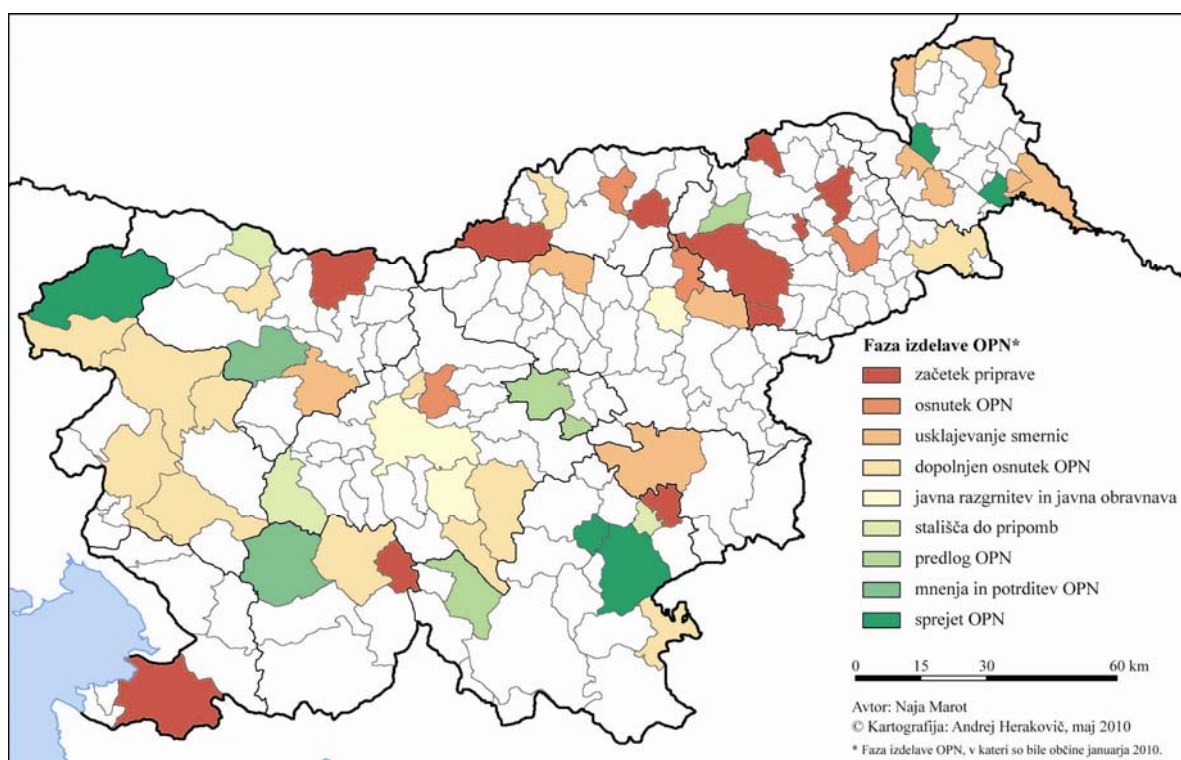 Faza izdelave OPN*
začetek priprave
osnutek OPN
usklajevanje smernic
dopolnjen osnutek OPN
javna razgrnitev in javna obravnava
stališča do pripomb
predlog OPN
mnenja in potrditev OPN
sprejet OPN
0 15 30 60 km
Avtor: Naja Marot
© Kartografija: Andrej Herakovič, maj 2010
* Faza izdelave OPN, v kateri so bile občine januarja 2010.